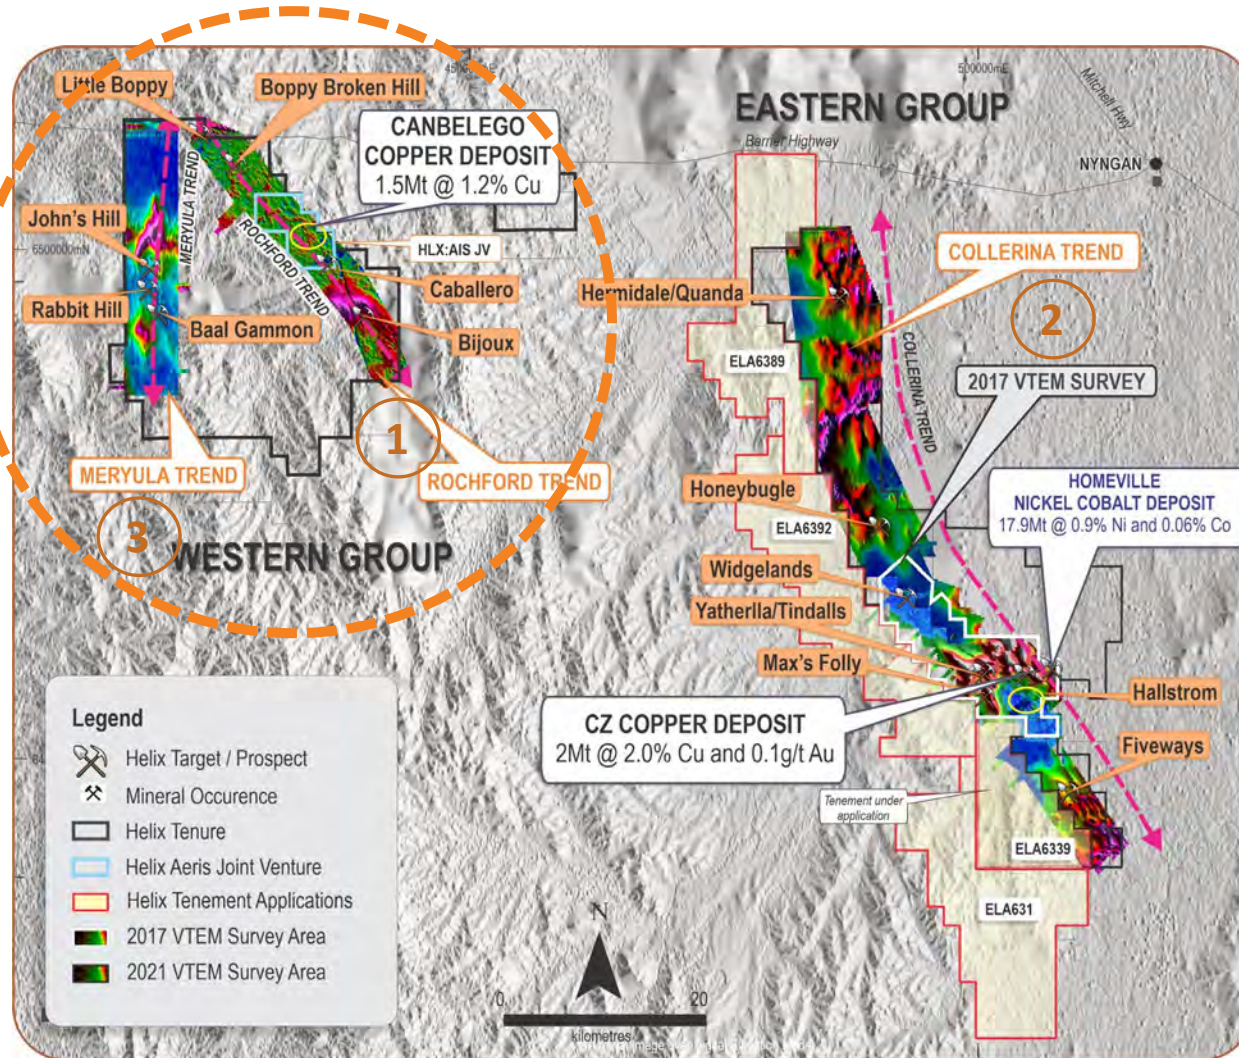 450000mE
500000mE
Mitchell Hwy
Little Boppy
Boppy Broken Hill
EASTERN GROUP
Barrier Highway
NYNGAN
CANBELEGO
COPPER DEPOSIT
1.5Mt @ 1.2% Cu
MERYULA TREND
John's Hill
6500000mN
ROCHFORD TREND
HLX:AIS JV
COLLERINA TREND
Caballero
Hermidale/Quanda
Rabbit Hill
Baal Gammon
Bijoux
2
COLLERINA TREND
ELA6389
2017 VTEM SURVEY
1
MERYULA TREND
ROCHFORD TREND
HOMEVILLE
NICKEL COBALT DEPOSIT
17.9Mt @ 0.9% Ni and 0.06% Co
Honeybugle
ELA6392
3
WESTERN GROUP
Widgelands
Yatherlla/Tindalls
Max's Folly
Hallstrom
CZ COPPER DEPOSIT
2Mt @ 2.0% Cu and 0.1g/t Au
Fiveways
Tenement under
application
ELA6339
ELA631
Legend
Helix Target / Prospect
Mineral Occurence
Helix Tenure
Helix Aeris Joint Venture
Helix Tenement Applications
2017 VTEM Survey Area
2021 VTEM Survey Area
N
0 20
kilometres